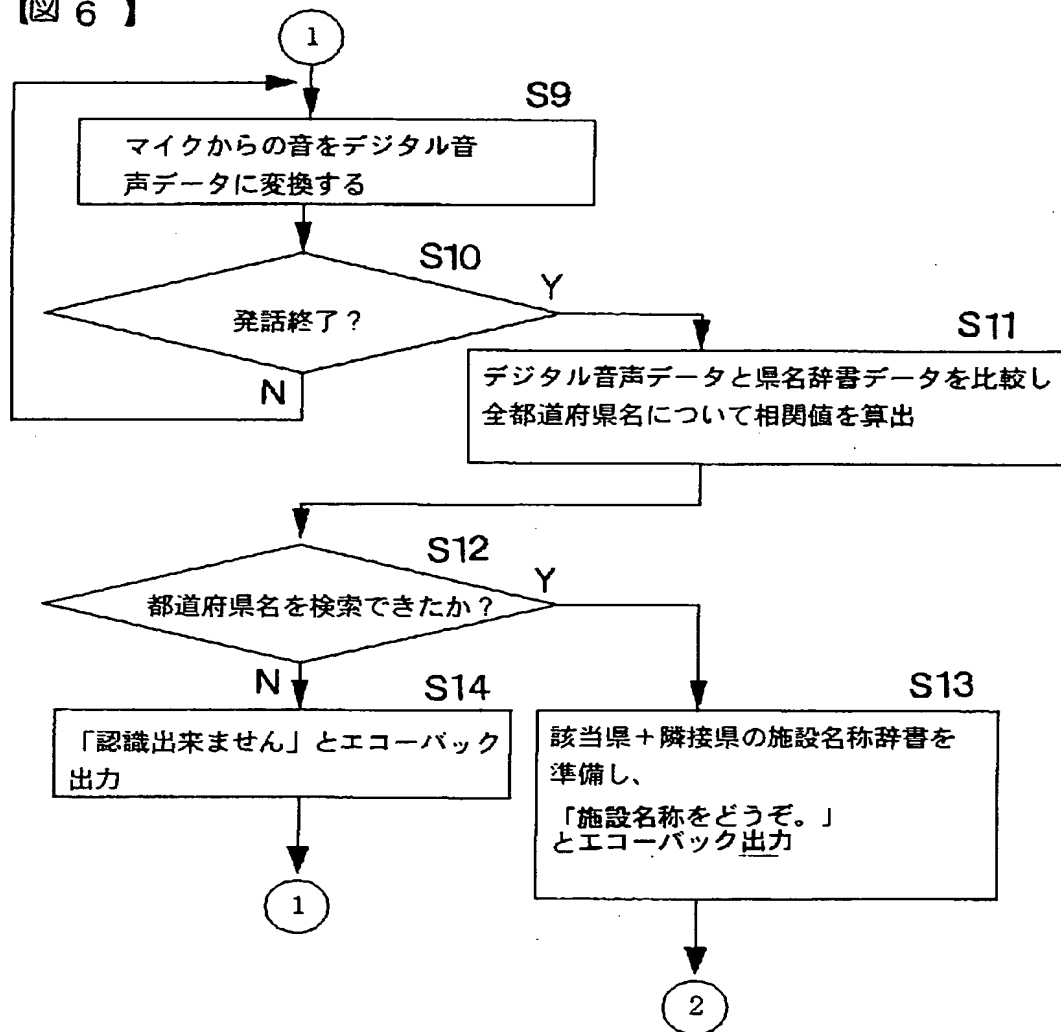 【図 6 】
1
S9
マイクからの音をデジタル音
声データに変換する
S10
発話終了？
Y
N
S11
デジタル音声データと県名辞書データを比較し
全都道府県名について相関値を算出
S12
都道府県名を検索できたか？
Y
N
S14
「認識出来ません」とエコーバック
出力
1
S13
該当県＋隣接県の施設名称辞書を
準備し、
「施設名称をどうぞ。」
とエコーバック出力
2